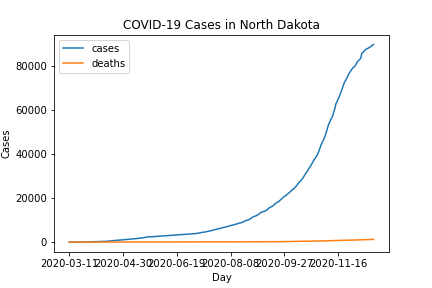 COVID-19 Cases in North Dakota
cases
deaths
80000
60000
40000
20000
0
Cases
2020-03-11 2020-04-30 2020-06-19 2020-08-08 2020-09-27 2020-11-16
Day